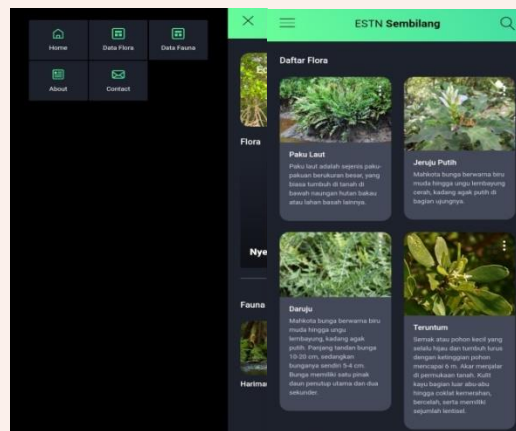 Home
Data Flora
Data Fauna
About
Contact
Flora
Nye
Fauna
Harima
ESTN Sembilang
Daftar Flora
Paku Laut
Paku laut adalah sejenis paku-
pakuan berukuran besar, yang
biasa tumbuh di tanah di
bawah naungan hutan bakau
atau lahan basah lainnya.
Jeruju Putih
Mahkota bunga berwarna biru
muda hingga ungu lembayung
cerah, kadang agak putih di
bagian ujungnya.
Daruju
Mahkota bunga berwarna biru
muda hingga ungu
lembayung, kadang agak
putih. Panjang tandan bunga
10-20 cm, sedangkan
bunganya sendiri 5-4 cm.
Bunga memiliki satu pinak
daun penutup utama dan dua
sekunder.
Teruntum
Semak atau pohon kecil yang
selalu hijau dan tumbuh lurus
dengan ketinggian pohon
mencapai 6 m. Akar menjalar
di permukaan tanah. Kulit
kayu bagian luar abu-abu
hingga coklat kemerahan,
bercelah, serta memiliki
sejumlah lentisel.